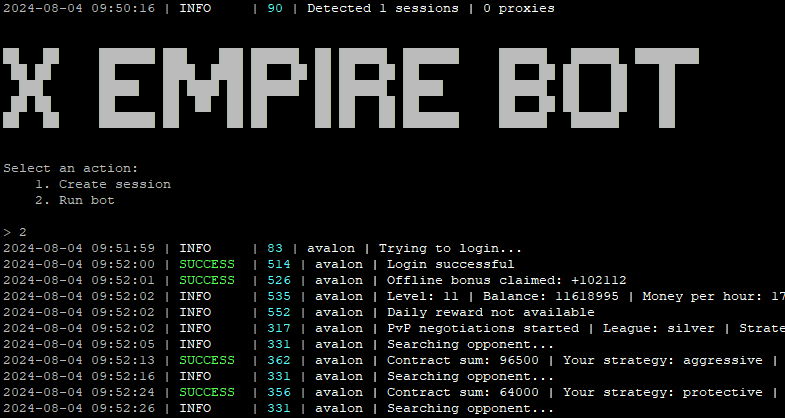 2024-08-04 09:50:16 | INFO     | 90 | Detected 1 sessions | 0 proxies
X EMPIRE BOT
Select an action:
    1. Create session
    2. Run bot
> 2
2024-08-04 09:51:59 | INFO     | 83 | avalon | Trying to login...
2024-08-04 09:52:00 | SUCCESS  | 514 | avalon | Login successful
2024-08-04 09:52:01 | SUCCESS  | 526 | avalon | Offline bonus claimed: +102112
2024-08-04 09:52:02 | INFO     | 535 | avalon | Level: 11 | Balance: 11618995 | Money per hour: 17
2024-08-04 09:52:02 | INFO     | 552 | avalon | Daily reward not available
2024-08-04 09:52:02 | INFO     | 317 | avalon | PvP negotiations started | League: silver | Strate
2024-08-04 09:52:05 | INFO     | 331 | avalon | Searching opponent...
2024-08-04 09:52:13 | SUCCESS  | 362 | avalon | Contract sum: 96500 | Your strategy: aggressive |
2024-08-04 09:52:16 | INFO     | 331 | avalon | Searching opponent...
2024-08-04 09:52:24 | SUCCESS  | 356 | avalon | Contract sum: 64000 | Your strategy: protective |
2024-08-04 09:52:26 | INFO     | 331 | avalon | Searching opponent...